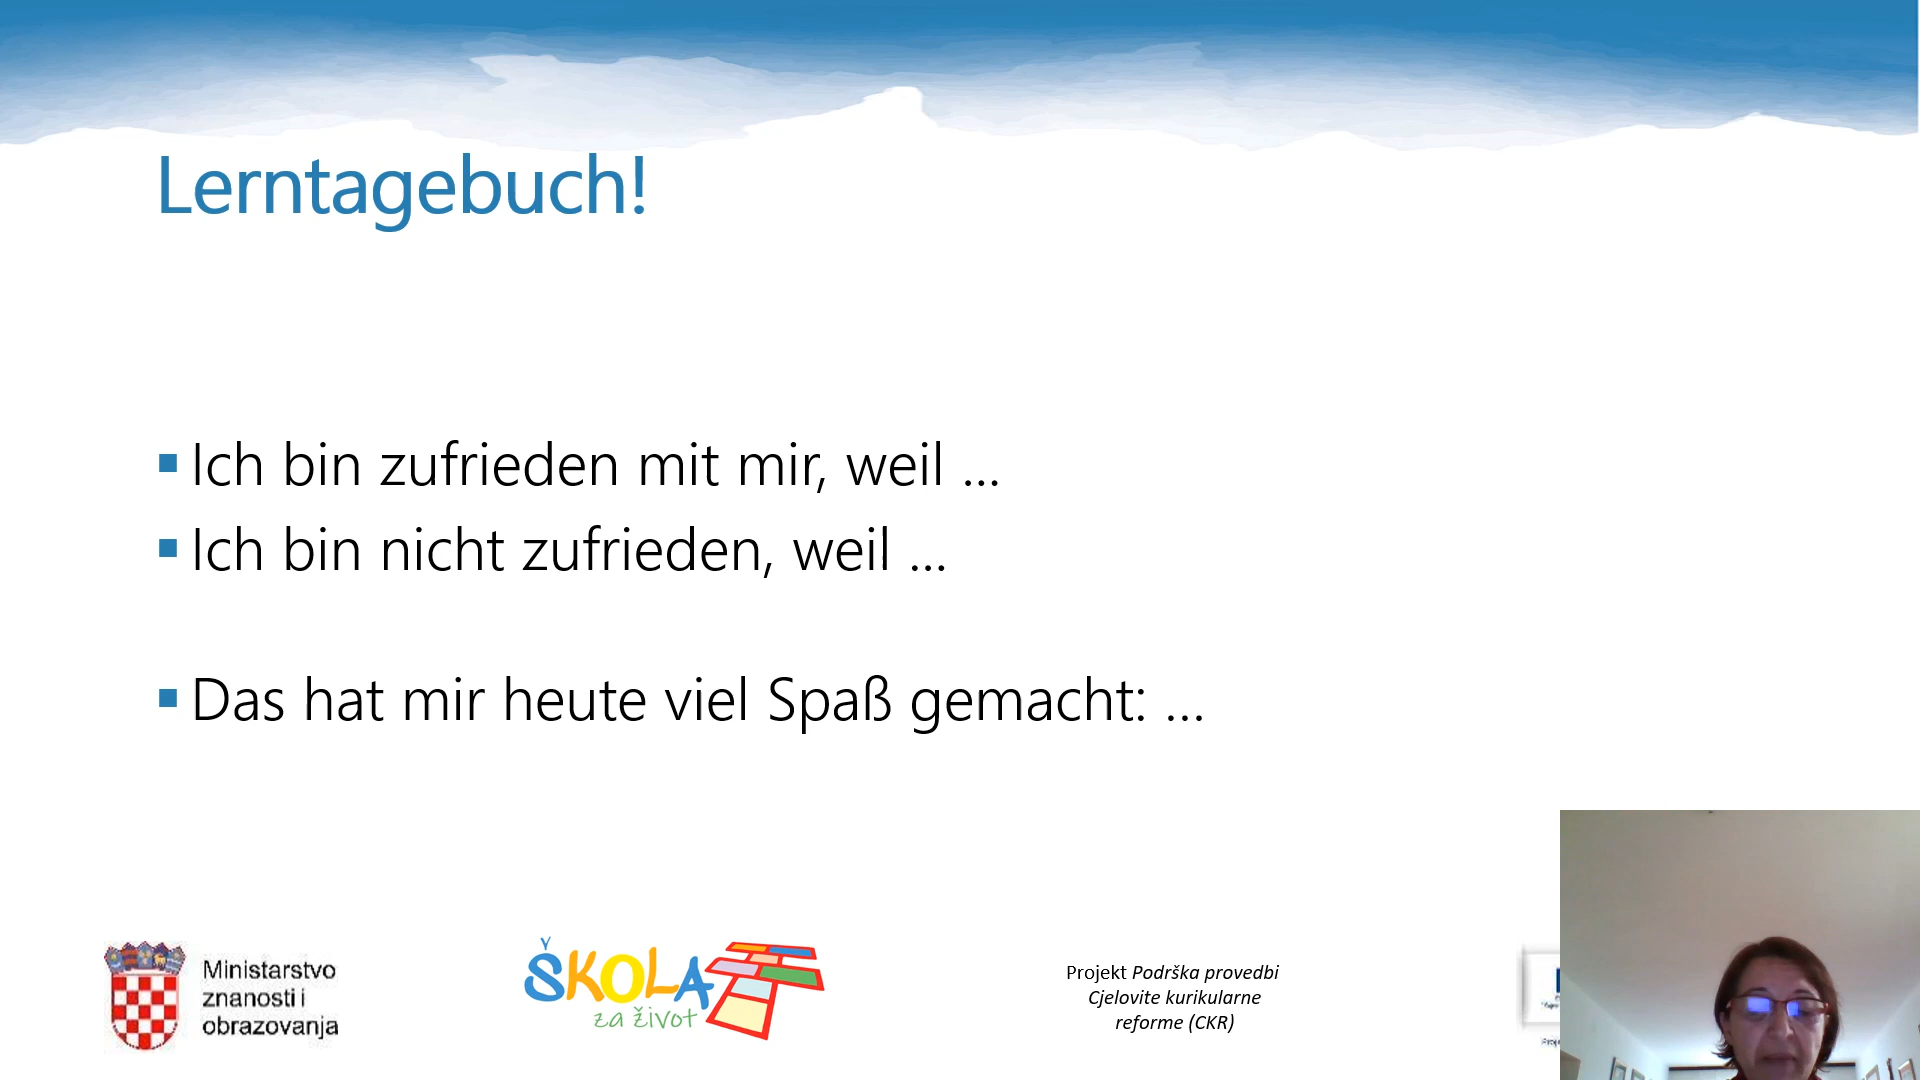 Lerntagebuch!
Ich bin zufrieden mit mir, weil ...
Ich bin nicht zufrieden, weil ...
Das hat mir heute viel Spaß gemacht: ...
Ministarstvo
znanosti i
obrazovanja
ŠKOLA
za život
Projekt Podrška provedbi
Cjelovite kurikularne
reforme (CKR)